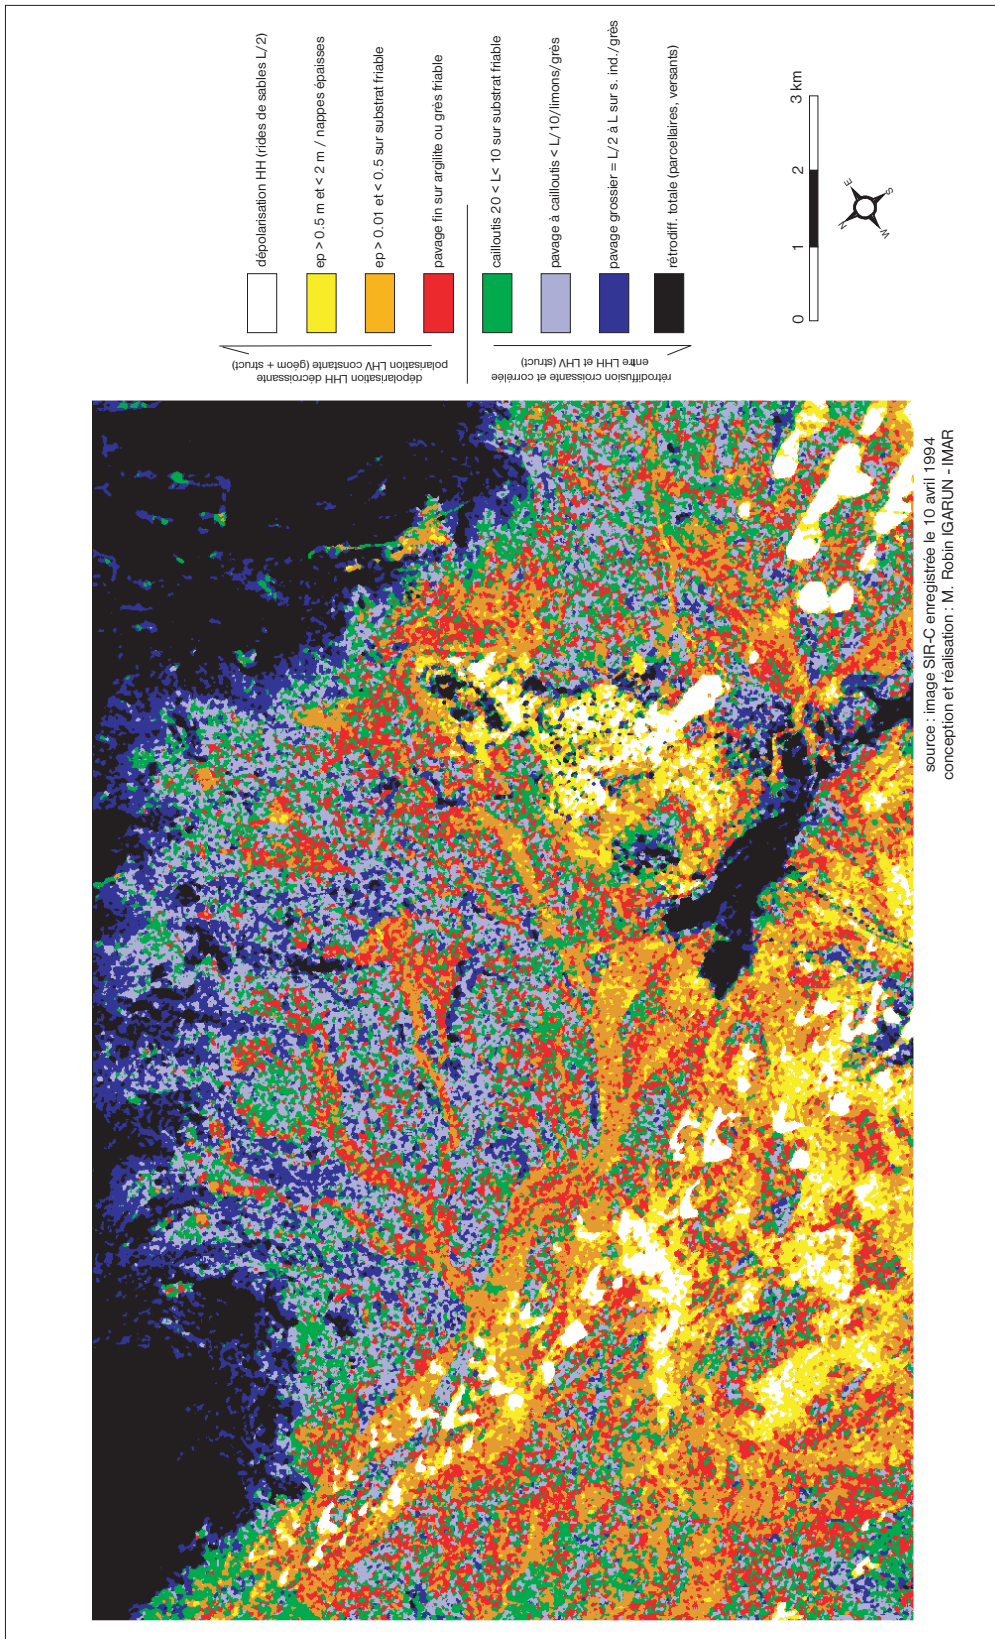 dépolarisation HH (rides de sables L/2)
ep > 0.5 m et < 2 m / nappes épaisses
ep > 0.01 et < 0.5 sur substrat friable
pavage fin sur argilite ou grès friable
cailloutis 20 < L< 10 sur substrat friable
pavage à cailloutis < L/10/limons/grès
pavage grossier = L/2 à L sur s. ind./grès
rétrodiff. totale (parcellaires, versants)
dépolarisation LHH décroissante
polarisation LHV constante (géom + struct)
rétrodiffusion croissante et corrélée
entre LHH et LHV (struct)
0 1 2 3 km
N
E
S
W
source : image SIR-C enregistrée le 10 avril 1994
conception et réalisation : M. Robin IGARUN - IMAR